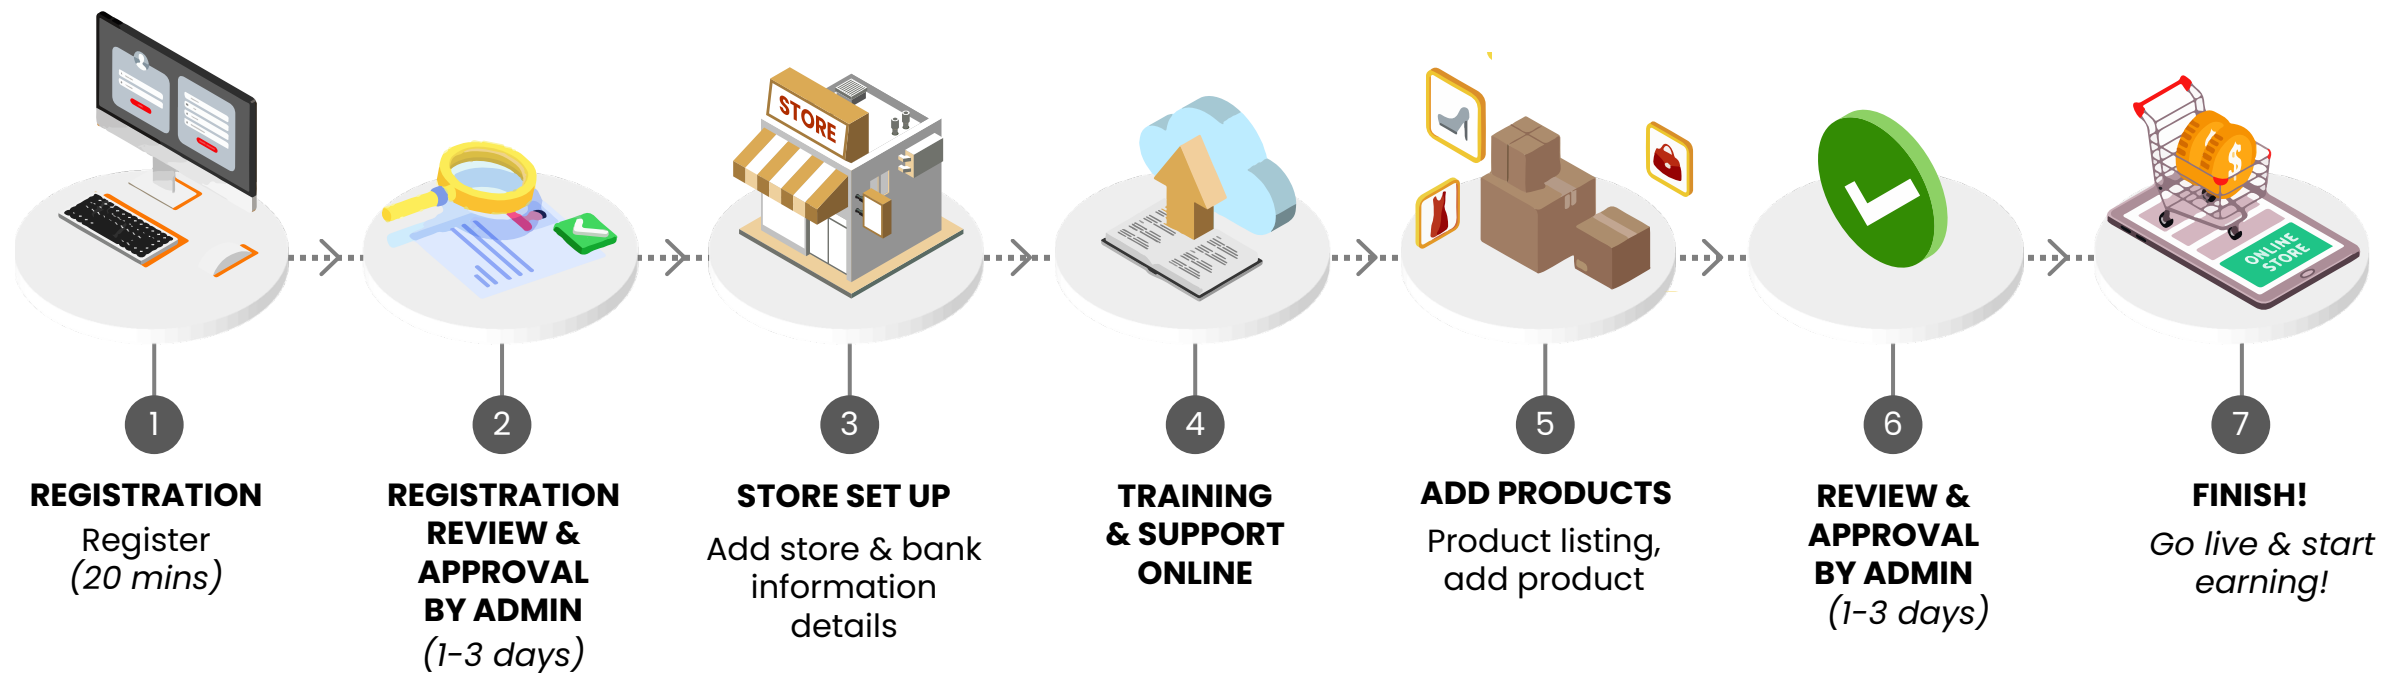 STORE
ONLINE
STORE
$
1
2
3
4
5
6
7
REGISTRATION
Register
(20 mins)
REGISTRATION
REVIEW &
APPROVAL
BY ADMIN
(1-3 days)
STORE SET UP
Add store & bank
information
details
TRAINING
& SUPPORT
ONLINE
ADD PRODUCTS
Product listing,
add product
REVIEW &
APPROVAL
BY ADMIN
(1-3 days)
FINISH!
Go live & start
earning!